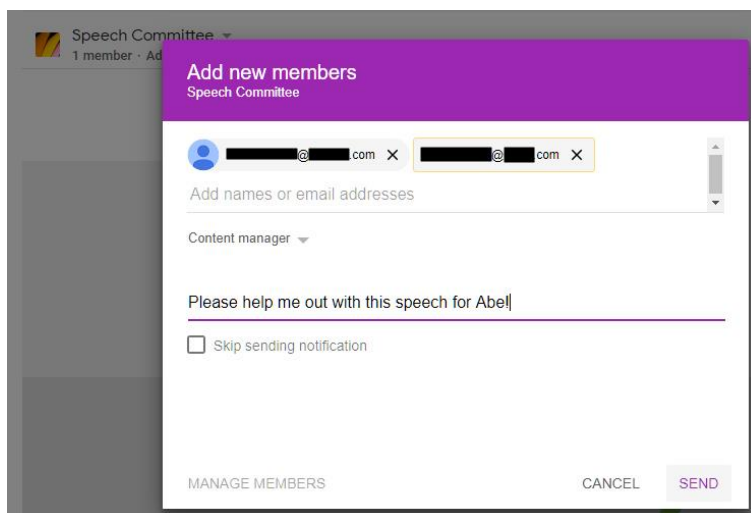 Speech Committee
1 member · Ad
Add new members
Speech Committee
@ .com X @ com X
Add names or email addresses
Content manager
Please help me out with this speech for Abe!
Skip sending notification
MANAGE MEMBERS CANCEL SEND